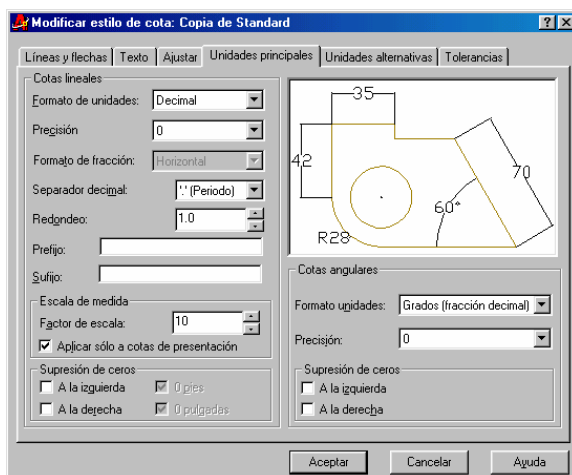 Modificar estilo de cota: Copia de Standard
Líneas y flechas Texto Ajustar Unidades principales Unidades alternativas Tolerancias
Cotas lineales
Formato de unidades: Decimal
Precisión 0
Formato de fracción: Horizontal
Separador decimal: '.' (Periodo)
Redondeo: 1.0
Prefijo:
Sufijo:
Escala de medida
Factor de escala: 10
Aplicar sólo a cotas de presentación
Supresión de ceros
A la izquierda 0 pies
A la derecha 0 pulgadas
35
42
70
60°
R28
Cotas angulares
Formato unidades: Grados (fracción decimal)
Precisión: 0
Supresión de ceros
A la izquierda
A la derecha
Aceptar Cancelar Ayuda